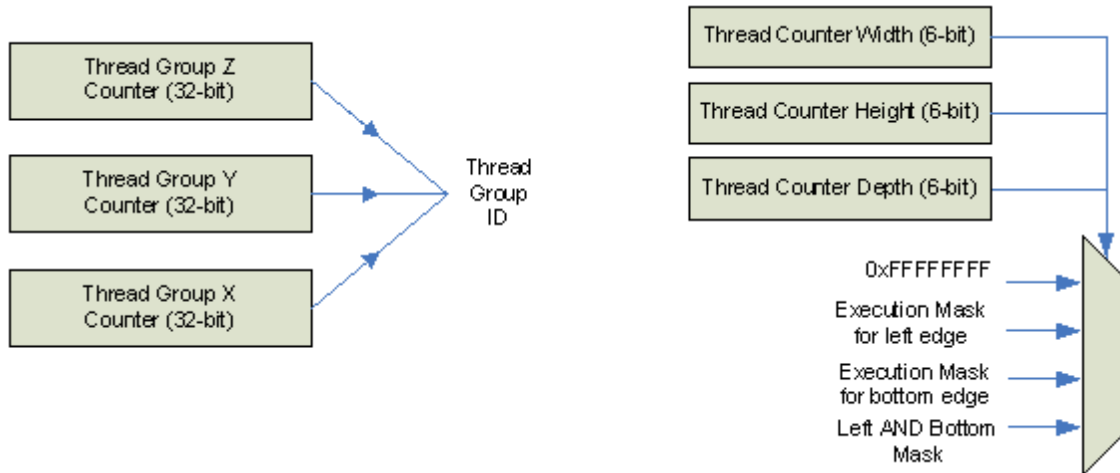 Thread Group Z
Counter (32-bit)
Thread Group Y
Counter (32-bit)
Thread Group X
Counter (32-bit)
Thread
Group
ID
Thread Counter Width (6-bit)
Thread Counter Height (6-bit)
Thread Counter Depth (6-bit)
0xFFFFFFFF
Execution Mask
for left edge
Execution Mask
for bottom edge
Left AND Bottom
Mask